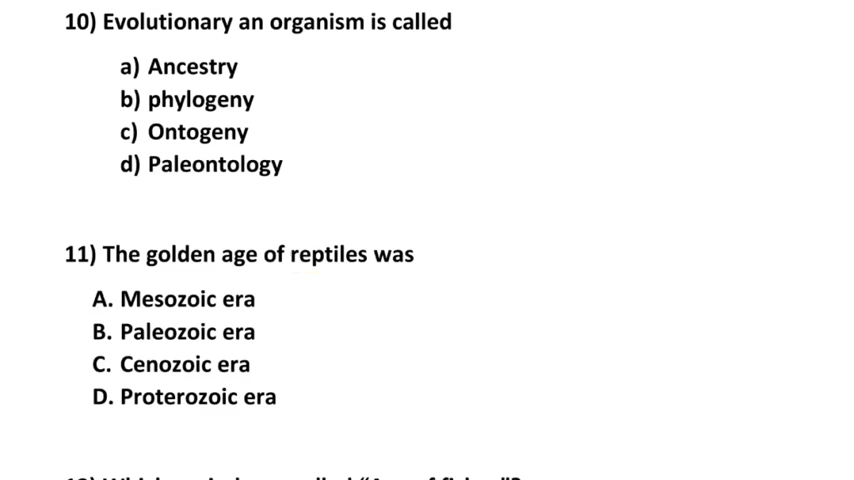 10) Evolutionary an organism is called
a) Ancestry
b) phylogeny
c) Ontogeny
d) Paleontology
11) The golden age of reptiles was
A. Mesozoic era
B. Paleozoic era
C. Cenozoic era
D. Proterozoic era